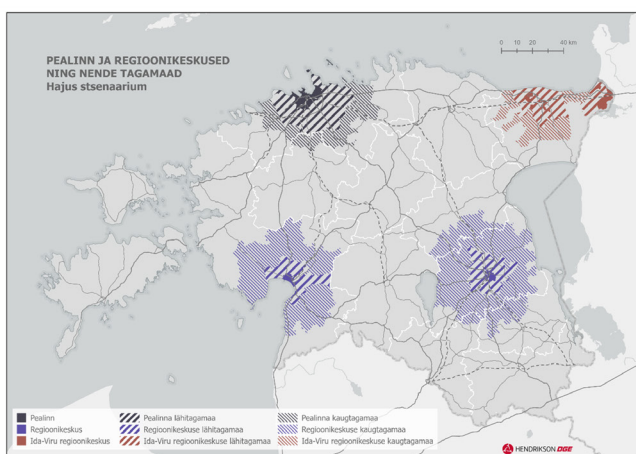 PEALINN JA REGIOONIKESKUSED
NING NENDE TAGAMAAD
Hajus stsenaarium
0 10 20 40 km
Pealinn
Pealinna lähitagamaa
Pealinna kaugtagamaa
Regioonikeskus
Regioonikeskuse lähitagamaa
Regioonikeskuse kaugtagamaa
Ida-Viru regioonikeskus
Ida-Viru regioonikeskuse lähitagamaa
Ida-Viru regioonikeskuse kaugtagamaa
HENDRIKSON DGE